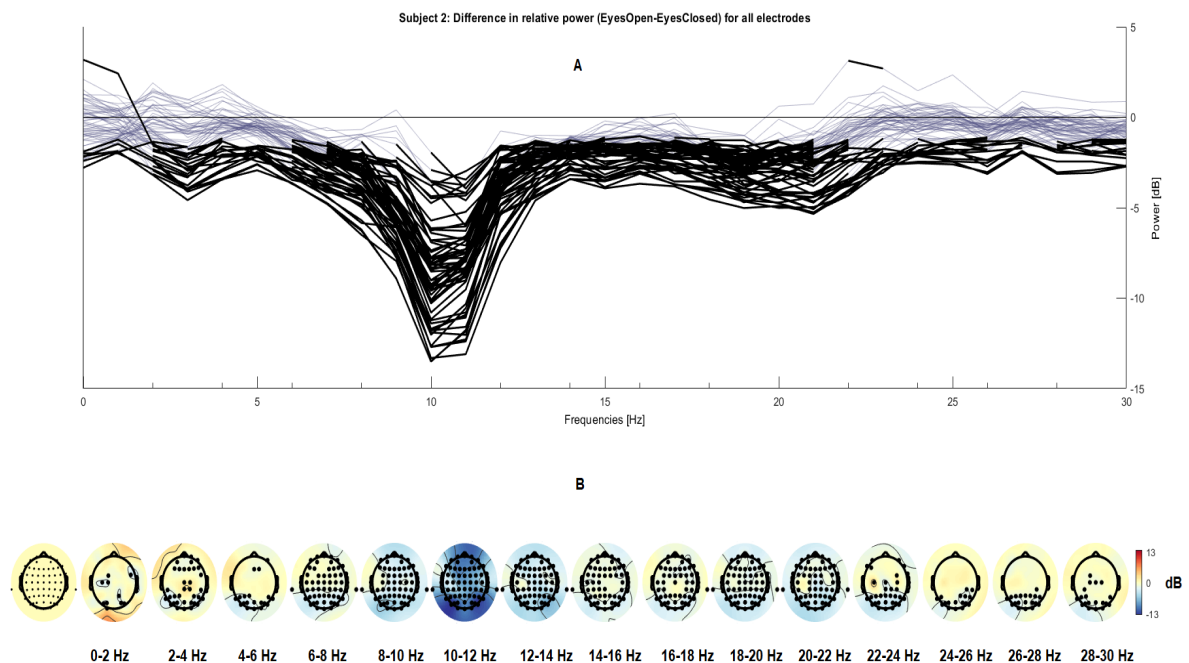 Subject 2: Difference in relative power (EyesOpen-EyesClosed) for all electrodes
A
5
0
-5
-10
-15
Power [dB]
0 5 10 15 20 25 30
Frequencies [Hz]
B
13
0
-13
dB
0-2 Hz 2-4 Hz 4-6 Hz 6-8 Hz 8-10 Hz 10-12 Hz 12-14 Hz 14-16 Hz 16-18 Hz 18-20 Hz 20-22 Hz 22-24 Hz 24-26 Hz 26-28 Hz 28-30 Hz